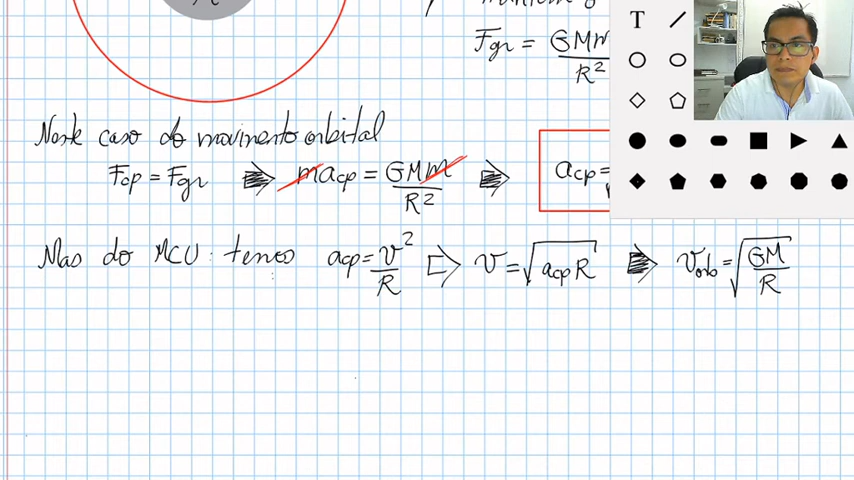 mantém
Fgr = GMm/R²
T
Neste caso do movimento orbital
Fcp = Fgr ⇒ macp = GMm/R² ⇒ acp =
Mas do MCU: temos acp = v²/R ⇒ v = √(acp R) ⇒ Vorb = √(GM/R)